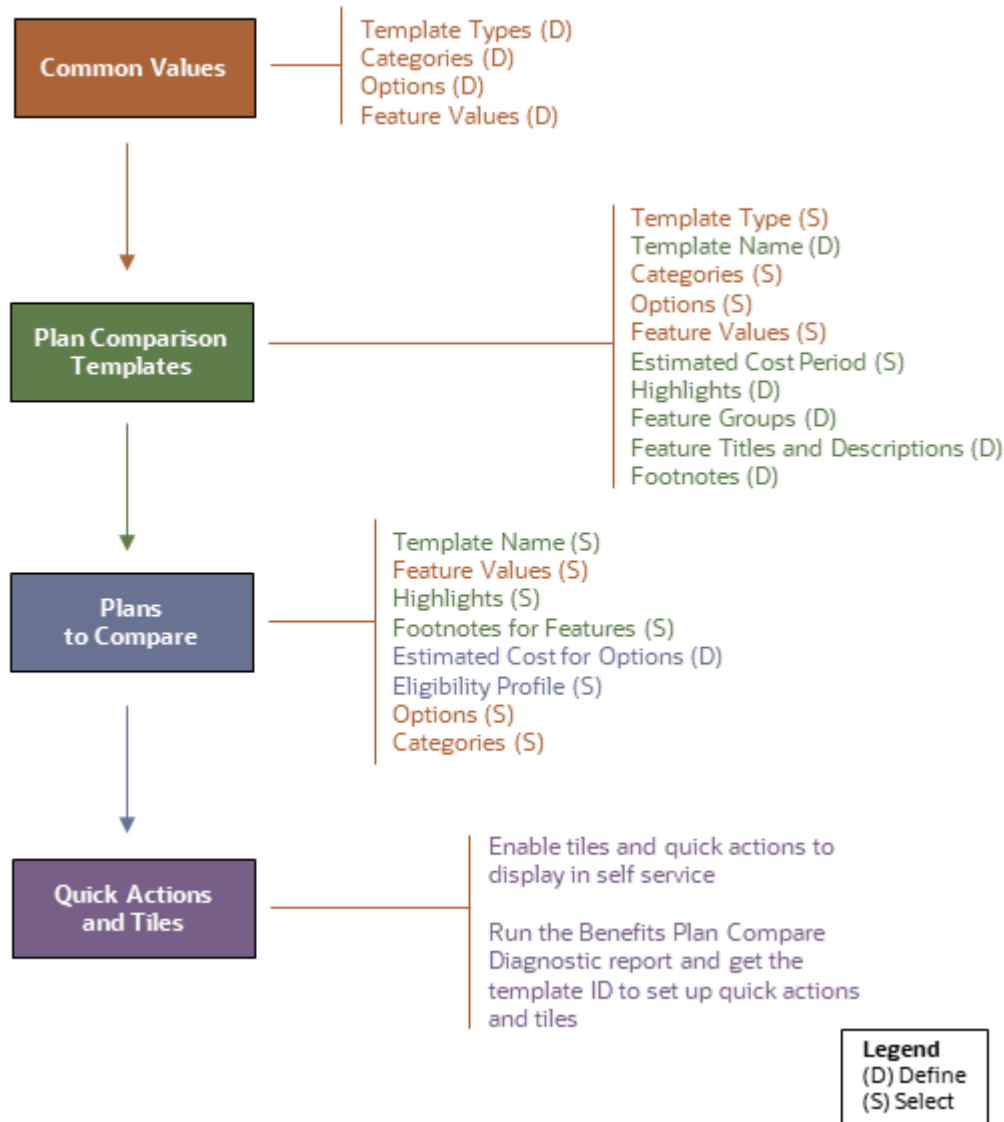 Common Values
Template Types (D)
Categories (D)
Options (D)
Feature Values (D)
Plan Comparison
Templates
Template Type (S)
Template Name (D)
Categories (S)
Options (S)
Feature Values (S)
Estimated Cost Period (S)
Highlights (D)
Feature Groups (D)
Feature Titles and Descriptions (D)
Footnotes (D)
Plans
to Compare
Template Name (S)
Feature Values (S)
Highlights (S)
Footnotes for Features (S)
Estimated Cost for Options (D)
Eligibility Profile (S)
Options (S)
Categories (S)
Quick Actions
and Tiles
Enable tiles and quick actions to
display in self service
Run the Benefits Plan Compare
Diagnostic report and get the
template ID to set up quick actions
and tiles
Legend
(D) Define
(S) Select